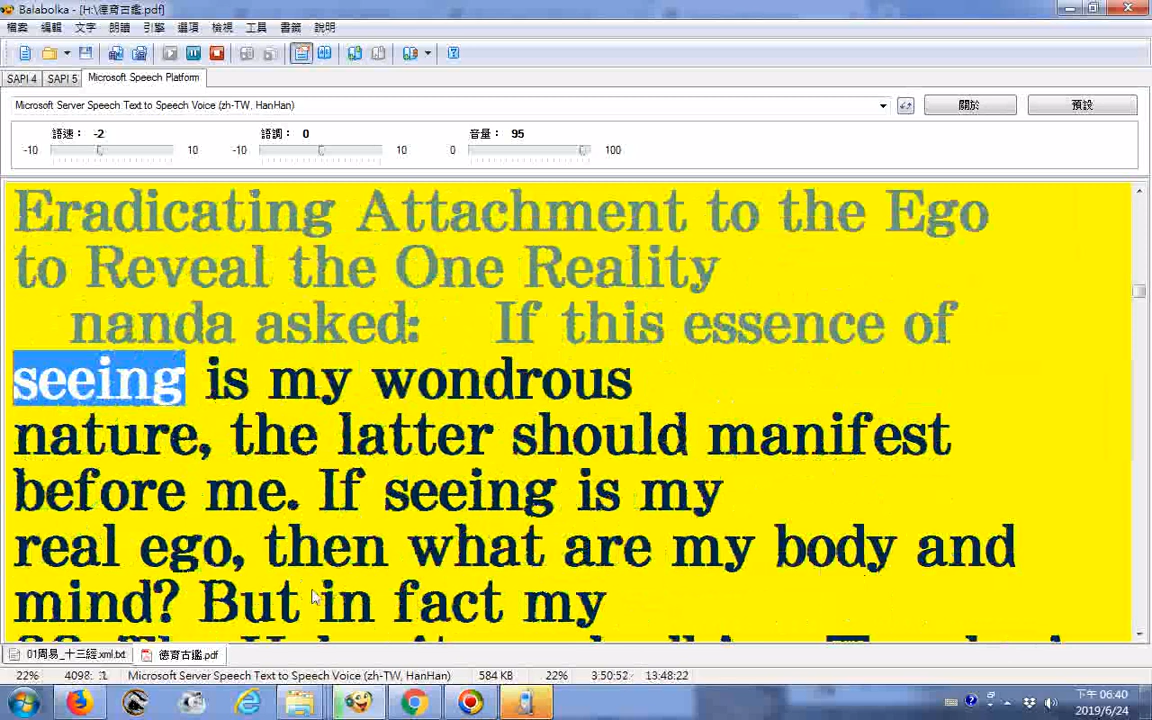 Balabolka - [H:\德育古鑑.pdf]
檔案 編輯 文字 朗讀 引擎 選項 檢視 工具 書籤 說明
SAPI 4 SAPI 5 Microsoft Speech Platform
Microsoft Server Speech Text to Speech Voice (zh-TW, HanHan) 關於 預設
語速： -2 語調： 0 音量： 95
-10 10 -10 10 0 100
Eradicating Attachment to the Ego
to Reveal the One Reality
nanda asked: If this essence of
seeing is my wondrous
nature, the latter should manifest
before me. If seeing is my
real ego, then what are my body and
mind? But in fact my
01周易_十三經.xml.txt 德育古鑑.pdf
22% 4098: 1 Microsoft Server Speech Text to Speech Voice (zh-TW, HanHan) 584 KB 22% 3:50:52 13:48:22
下午 06:40
2019/6/24